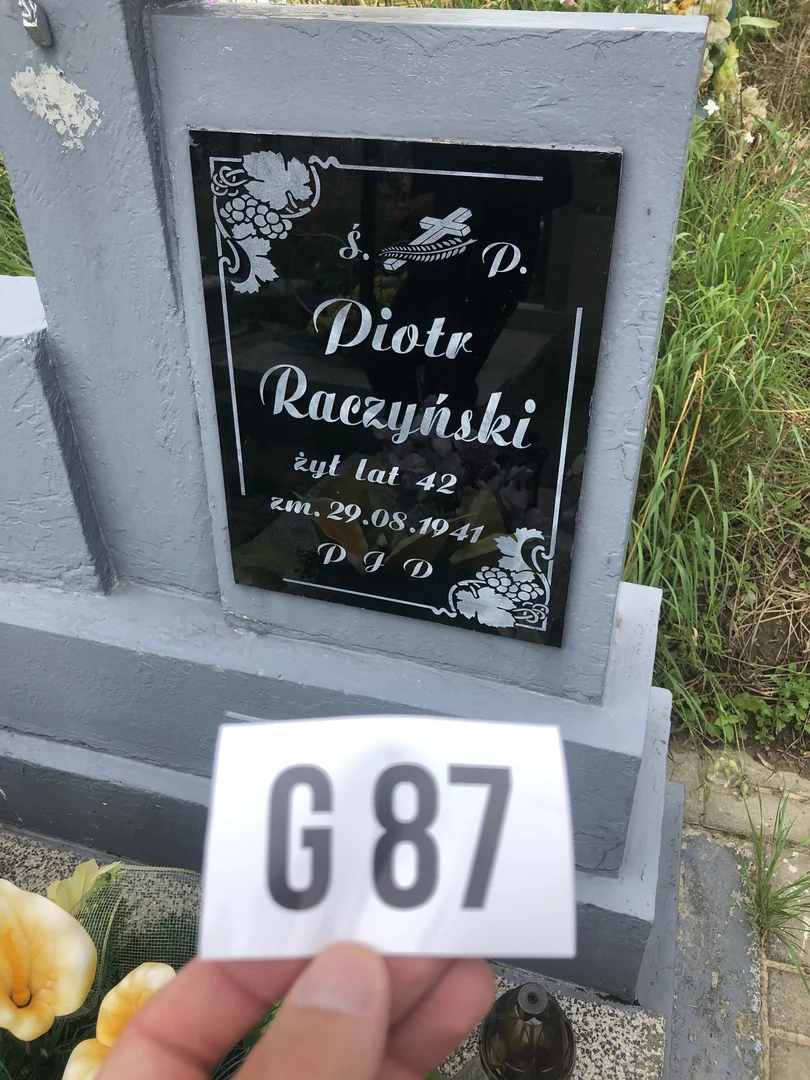 Ś. P.
Piotr
Raczyński
żył lat 42
zm. 29.08.1941
P J D
G 87